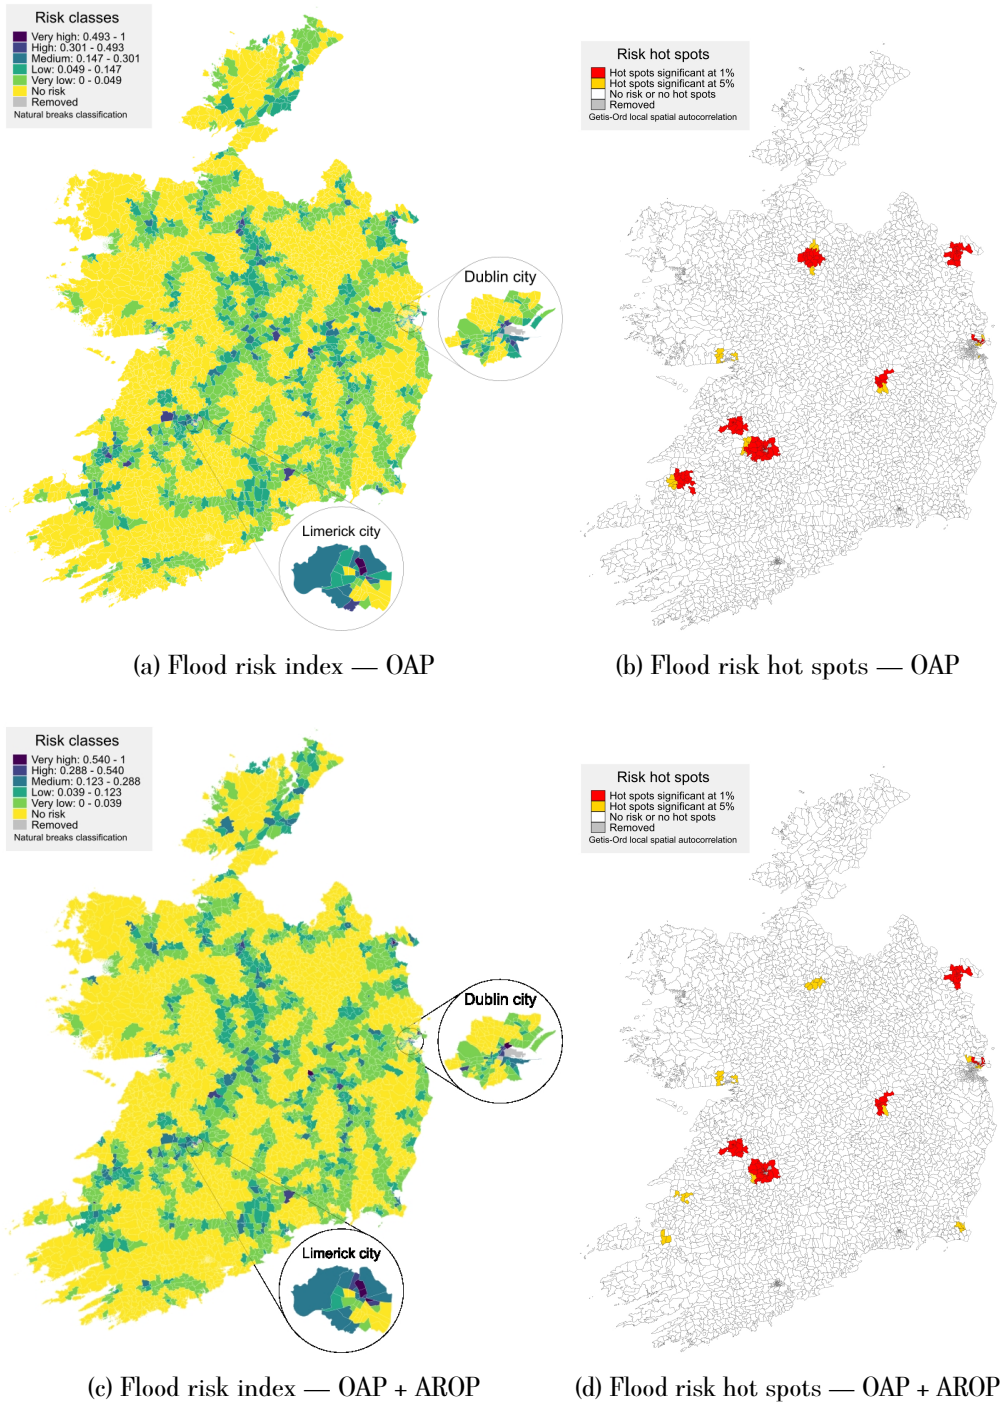 Risk classes
Very high: 0.493 - 1
High: 0.301 - 0.493
Medium: 0.147 - 0.301
Low: 0.049 - 0.147
Very low: 0 - 0.049
No risk
Removed
Natural breaks classification
Dublin city
Limerick city
(a) Flood risk index — OAP
Risk hot spots
Hot spots significant at 1%
Hot spots significant at 5%
No risk or no hot spots
Removed
Getis-Ord local spatial autocorrelation
(b) Flood risk hot spots — OAP
Risk classes
Very high: 0.540 - 1
High: 0.288 - 0.540
Medium: 0.123 - 0.288
Low: 0.039 - 0.123
Very low: 0 - 0.039
No risk
Removed
Natural breaks classification
Dublin city
Limerick city
(c) Flood risk index — OAP + AROP
Risk hot spots
Hot spots significant at 1%
Hot spots significant at 5%
No risk or no hot spots
Removed
Getis-Ord local spatial autocorrelation
(d) Flood risk hot spots — OAP + AROP